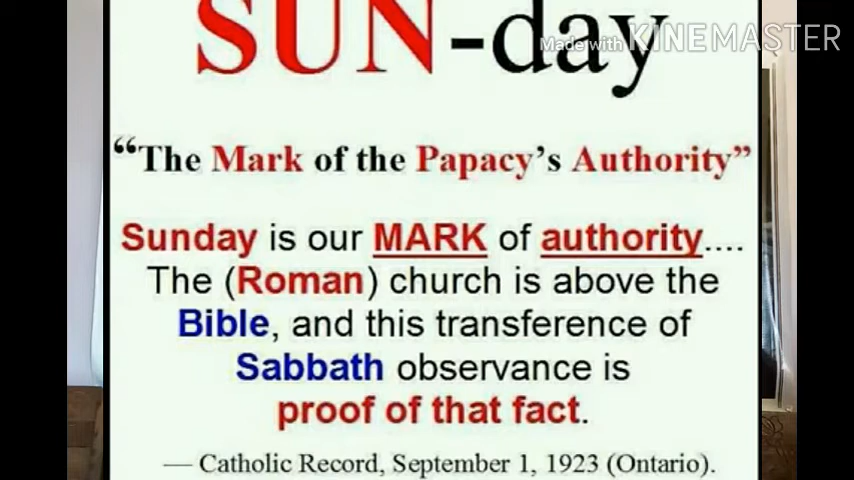 SUN-day
Made with KINEMASTER
“The Mark of the Papacy’s Authority”
Sunday is our MARK of authority....
The (Roman) church is above the
Bible, and this transference of
Sabbath observance is
proof of that fact.
— Catholic Record, September 1, 1923 (Ontario).